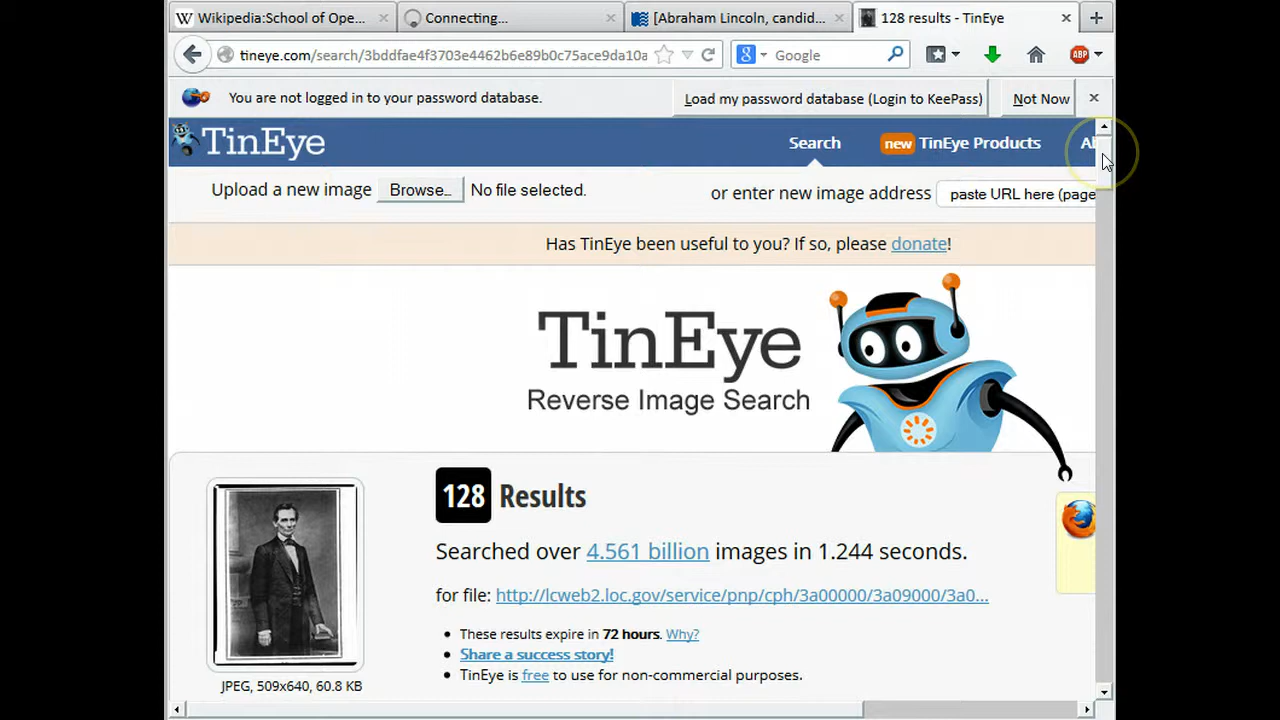 Wikipedia:School of Ope...
Connecting...
[Abraham Lincoln, candid...
128 results - TinEye
tineye.com/search/3bddfae4f3703e4462b6e89b0c75ace9da10a
Google
ABP
You are not logged in to your password database.
Load my password database (Login to KeePass)
Not Now
TinEye
Search
new TinEye Products
Upload a new image
Browse...
No file selected.
or enter new image address
paste URL here (page
Has TinEye been useful to you? If so, please donate!
TinEye
Reverse Image Search
128 Results
Searched over 4.561 billion images in 1.244 seconds.
for file: http://lcweb2.loc.gov/service/pnp/cph/3a00000/3a09000/3a0...
These results expire in 72 hours. Why?
Share a success story!
TinEye is free to use for non-commercial purposes.
JPEG, 509x640, 60.8 KB